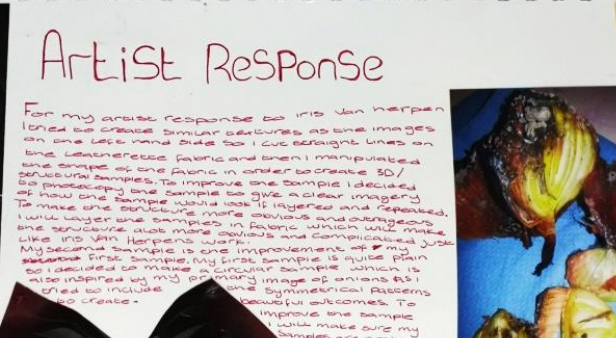 Artist Response
For my artist response to iris van herpen
I tried to create similar textures as the images
on the left hand side so I cut straight lines on
the leatherette fabric and then I manipulated
the shape of the fabric in order to create 3D/
structural samples. To improve the sample I decided
to photocopy the sample to give a clear imagery
of how the sample would look if layered and repeated.
To make the structure more obvious and outrageous
I will layer the samples in fabric which will make
the structure alot more obvious and complicated just
like iris van Herpens work.
My second sample is the improvement of my
first sample. My first sample is quite plain
so i decided to make a circular sample which is
also inspired by my primary image of onions as i
tried to include the symmetrical patterns
to create. beautiful outcomes. To
improve the sample
I will make sure my
samples are